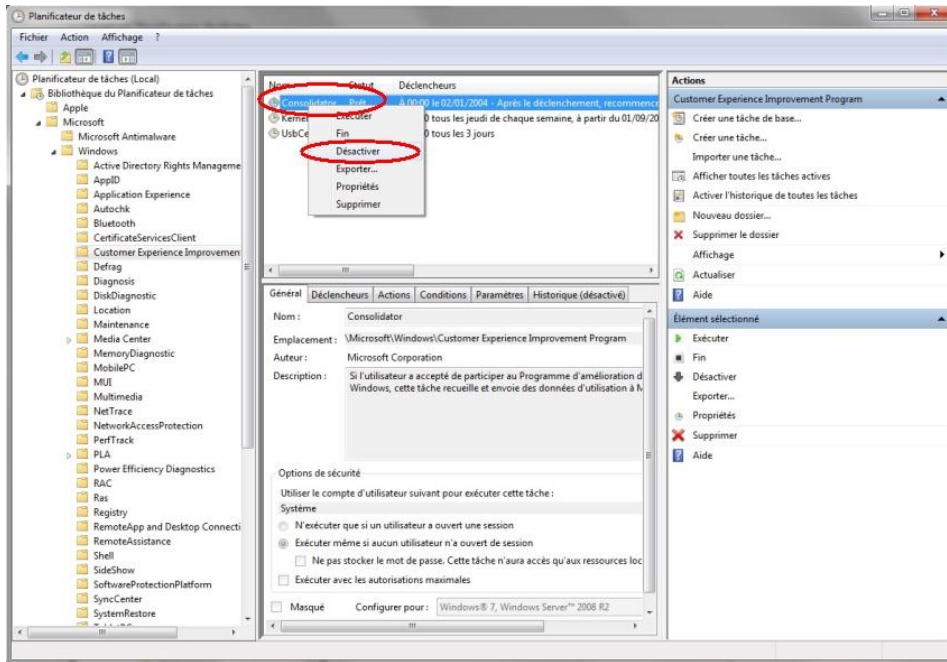 Planificateur de tâches
Fichier Action Affichage ?
Planificateur de tâches (Local)
Bibliothèque du Planificateur de tâches
Apple
Microsoft
Microsoft Antimalware
Windows
Active Directory Rights Manageme
AppID
Application Experience
Autochk
Bluetooth
CertificateServicesClient
Customer Experience Improvemen
Defrag
Diagnosis
DiskDiagnostic
Location
Maintenance
Media Center
MemoryDiagnostic
MobilePC
MUI
Multimedia
NetTrace
NetworkAccessProtection
PerfTrack
PLA
Power Efficiency Diagnostics
RAC
Ras
Registry
RemoteApp and Desktop Connecti
RemoteAssistance
Shell
SideShow
SoftwareProtectionPlatform
SyncCenter
SystemRestore
Nom Statut Déclencheurs
Consolidator Prêt À 00:00 le 02/01/2004 - Après le déclenchement, recommence
Kernel 0 tous les jeudi de chaque semaine, à partir du 01/09/20
UsbCe 0 tous les 3 jours
Exécuter
Fin
Désactiver
Exporter...
Propriétés
Supprimer
Général Déclencheurs Actions Conditions Paramètres Historique (désactivé)
Nom : Consolidator
Emplacement : \Microsoft\Windows\Customer Experience Improvement Program
Auteur : Microsoft Corporation
Description : Si l'utilisateur a accepté de participer au Programme d'amélioration d
Windows, cette tâche recueille et envoie des données d'utilisation à M
Options de sécurité
Utiliser le compte d'utilisateur suivant pour exécuter cette tâche :
Système
N'exécuter que si un utilisateur a ouvert une session
Exécuter même si aucun utilisateur n'a ouvert de session
Ne pas stocker le mot de passe. Cette tâche n'aura accès qu'aux ressources loc
Exécuter avec les autorisations maximales
Masqué Configurer pour : Windows® 7, Windows Server™ 2008 R2
Actions
Customer Experience Improvement Program
Créer une tâche de base...
Créer une tâche...
Importer une tâche...
Afficher toutes les tâches actives
Activer l'historique de toutes les tâches
Nouveau dossier...
Supprimer le dossier
Affichage
Actualiser
Aide
Élément sélectionné
Exécuter
Fin
Désactiver
Exporter...
Propriétés
Supprimer
Aide